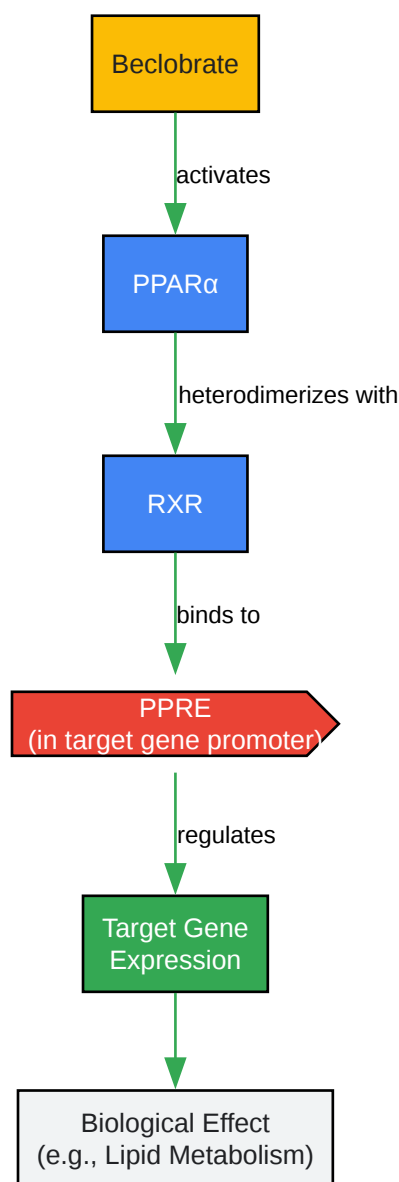 Beclobrate
activates
PPARα
heterodimerizes with
RXR
binds to
PPRE
(in target gene promoter)
regulates
Target Gene
Expression
Biological Effect
(e.g., Lipid Metabolism)